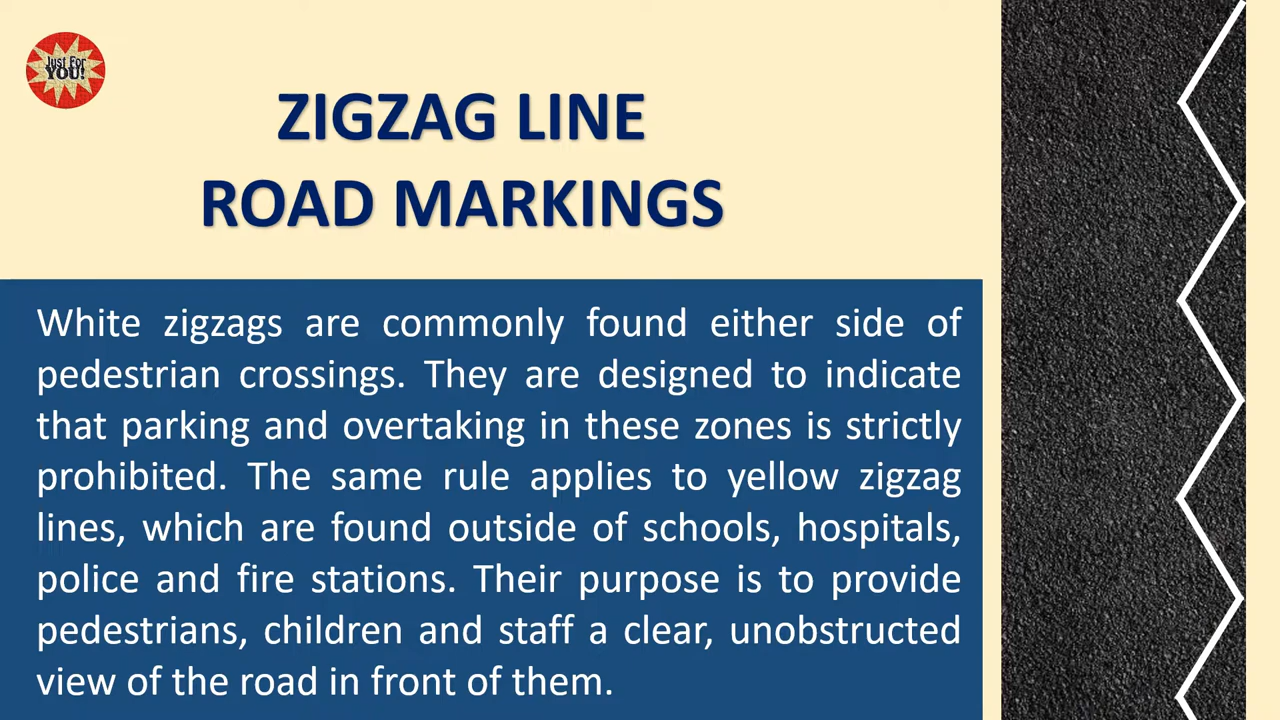 Just For
YOU!
ZIGZAG LINE
ROAD MARKINGS
White zigzags are commonly found either side of
pedestrian crossings. They are designed to indicate
that parking and overtaking in these zones is strictly
prohibited. The same rule applies to yellow zigzag
lines, which are found outside of schools, hospitals,
police and fire stations. Their purpose is to provide
pedestrians, children and staff a clear, unobstructed
view of the road in front of them.